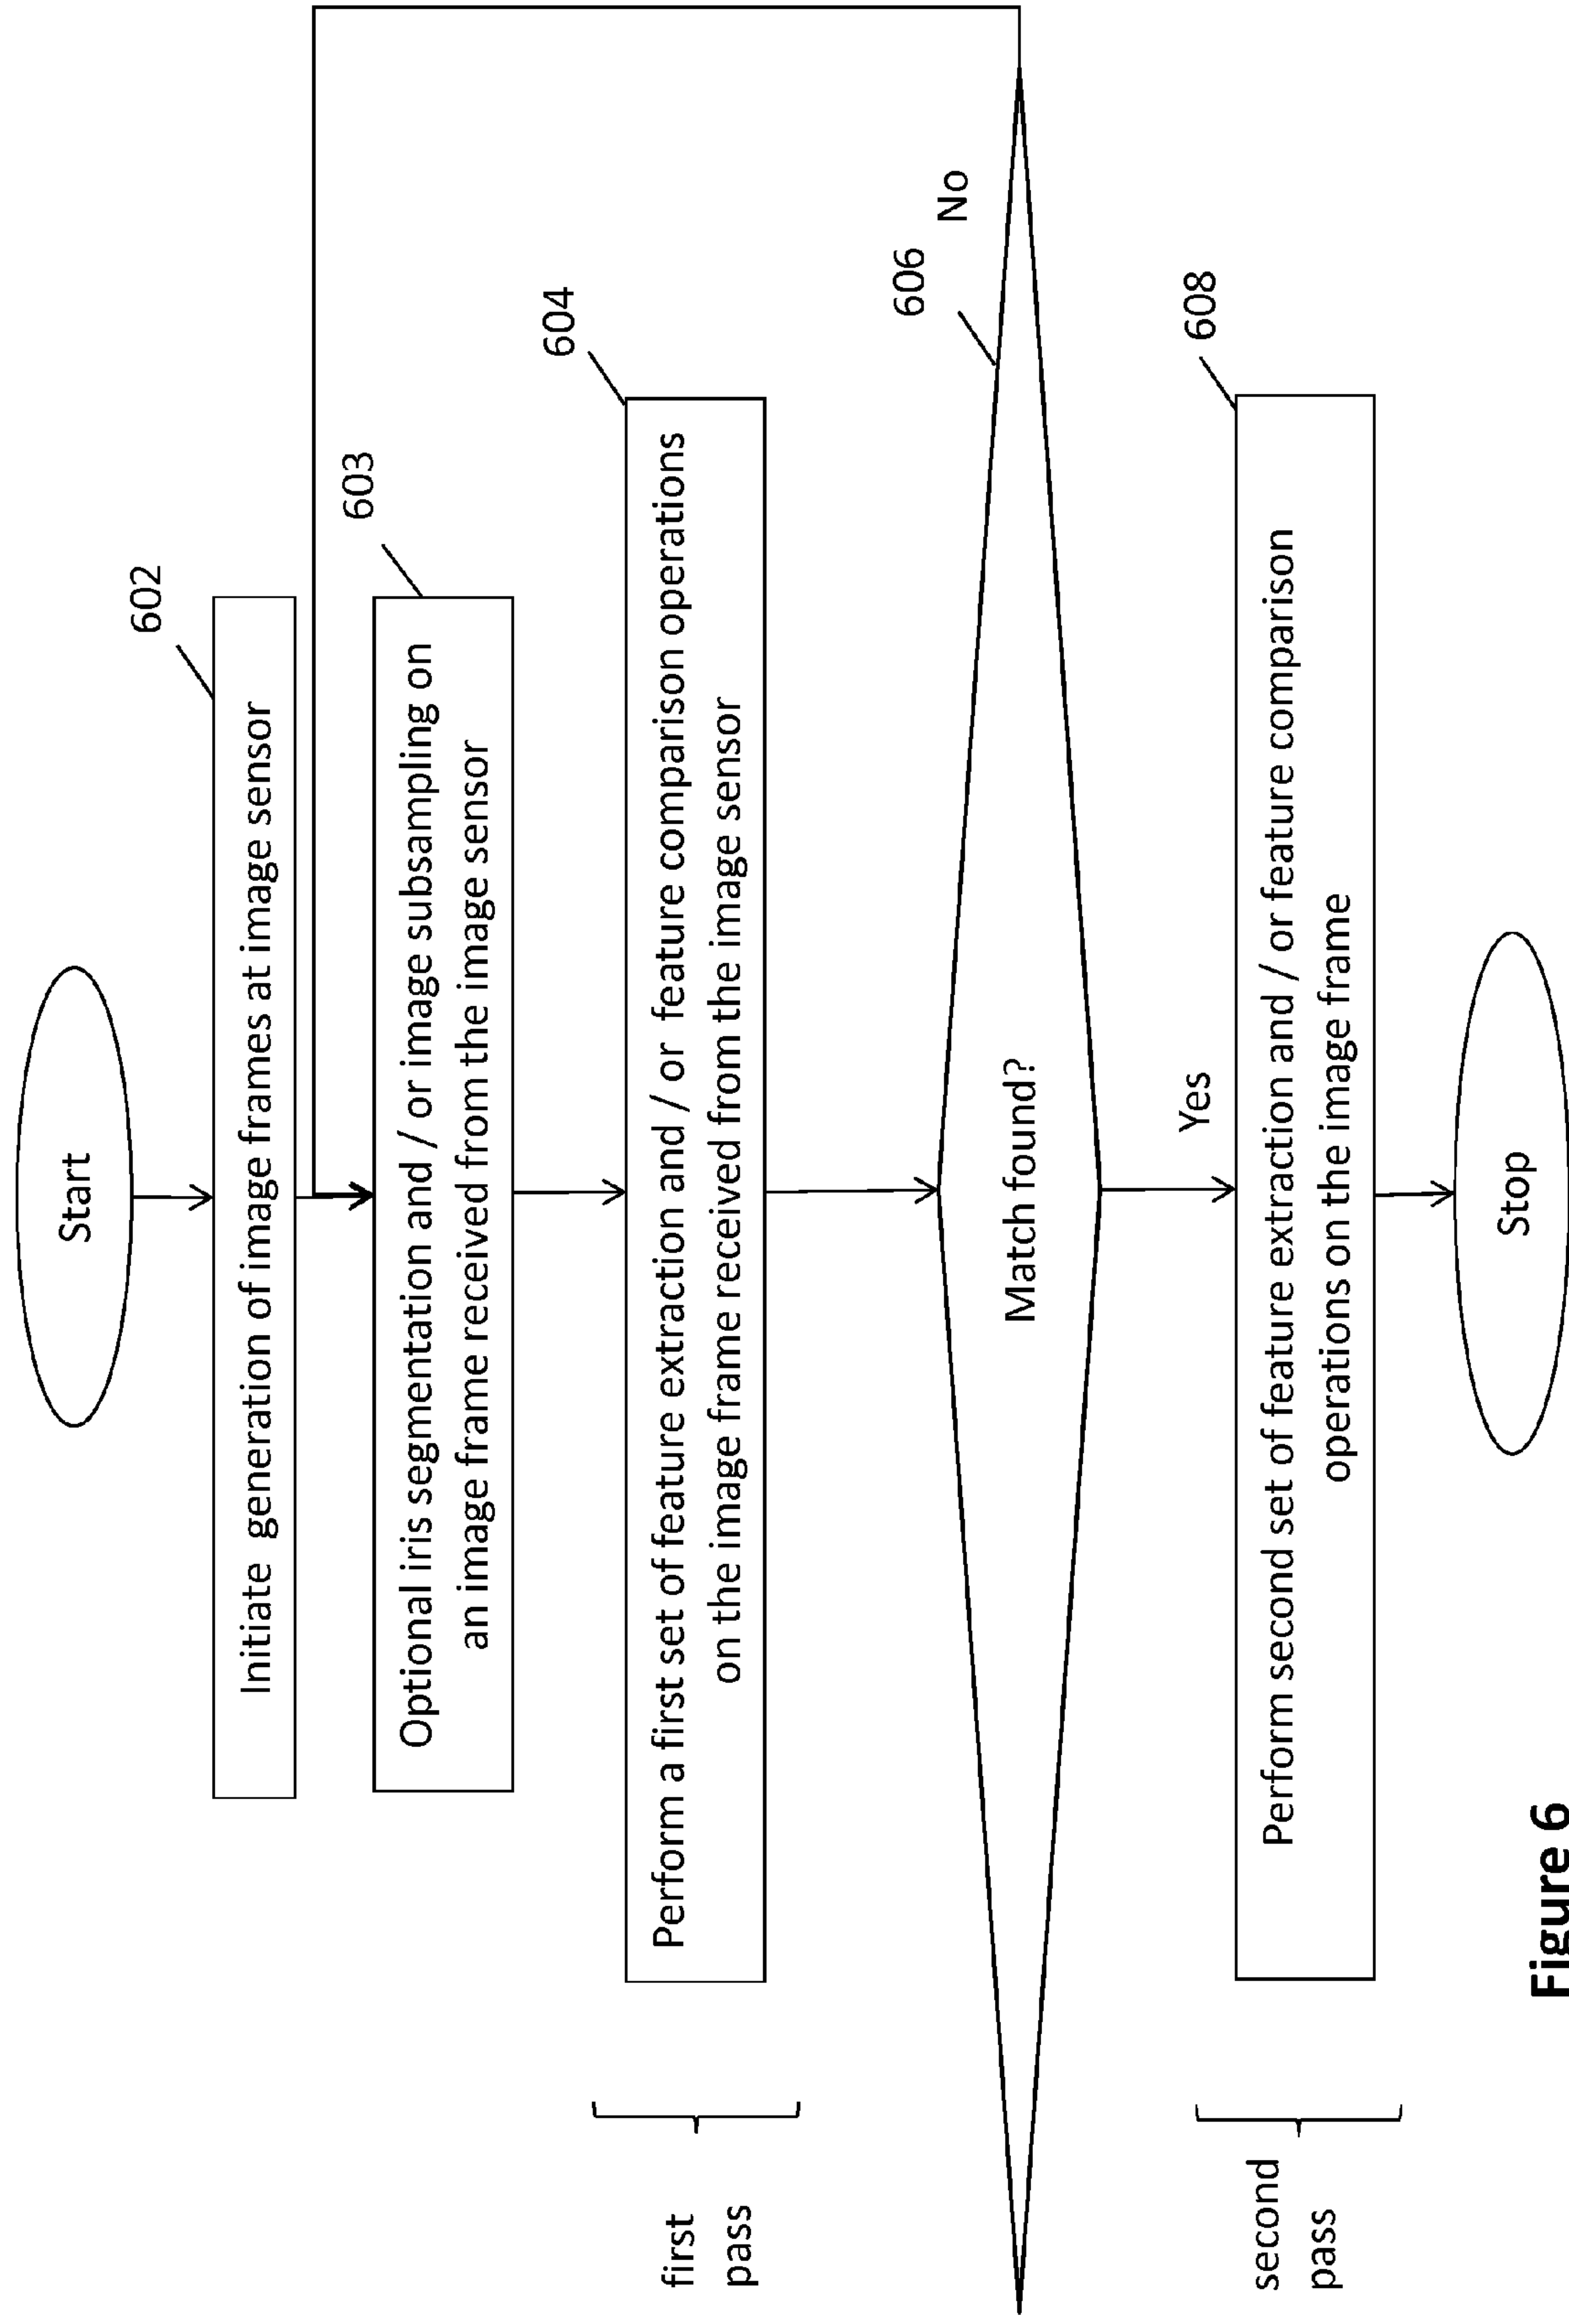 Start
602
Initiate generation of image frames at image sensor
603
Optional iris segmentation and / or image subsampling on
an image frame received from the image sensor
604
first
pass
Perform a first set of feature extraction and / or feature comparison operations
on the image frame received from the image sensor
606
No
Match found?
Yes
608
second
pass
Perform second set of feature extraction and / or feature comparison
operations on the image frame
Stop
Figure 6